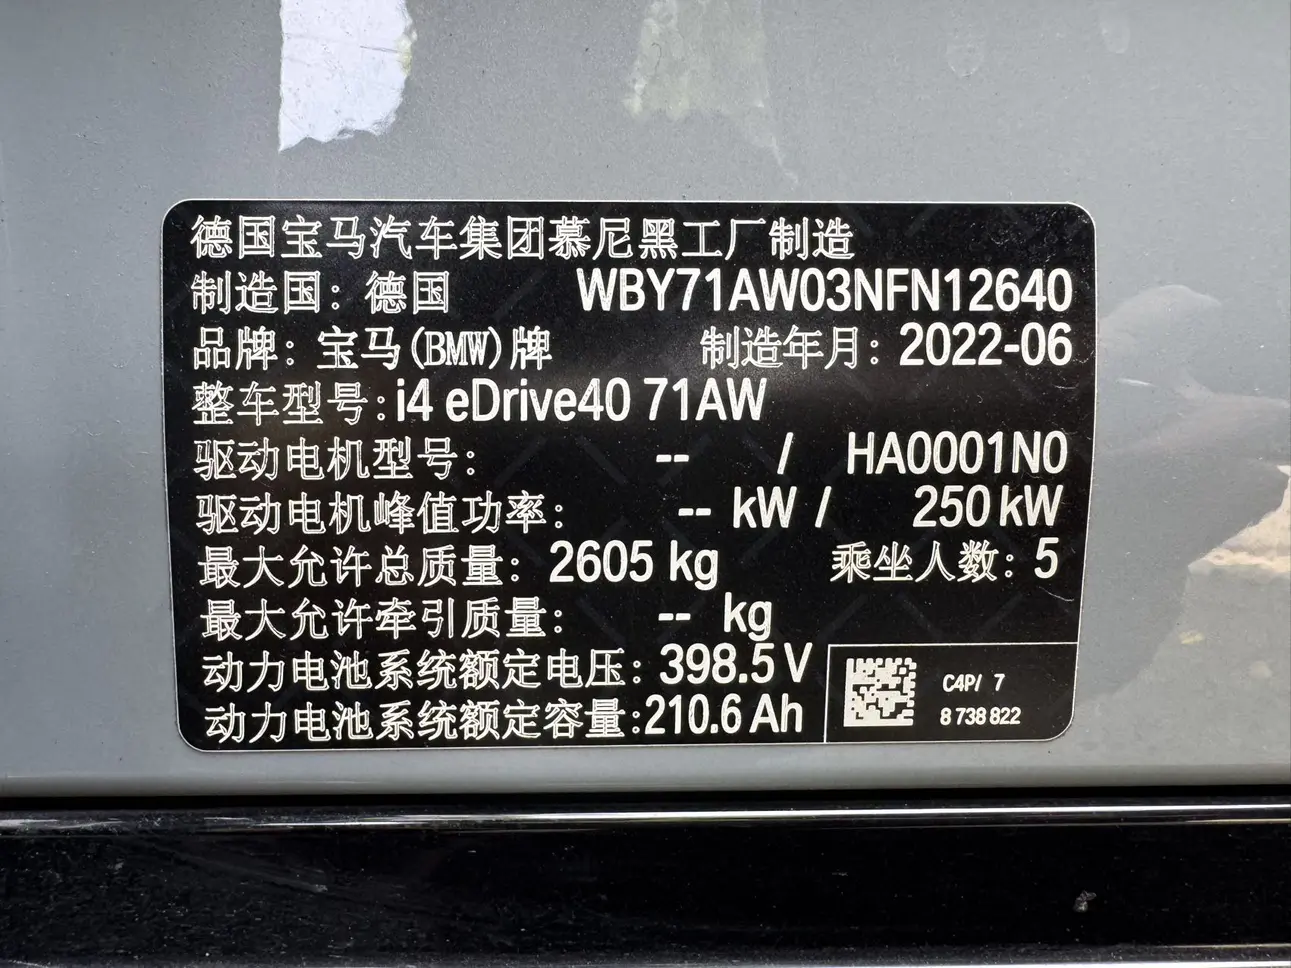 德国宝马汽车集团慕尼黑工厂制造
制造国：德国 WBY71AW03NFN12640
品牌：宝马(BMW)牌 制造年月：2022-06
整车型号：i4 eDrive40 71AW
驱动电机型号： -- / HA0001N0
驱动电机峰值功率： -- kW / 250 kW
最大允许总质量：2605 kg 乘坐人数：5
最大允许牵引质量： -- kg
动力电池系统额定电压：398.5 V
动力电池系统额定容量：210.6 Ah
C4P/ 7
8 738 822